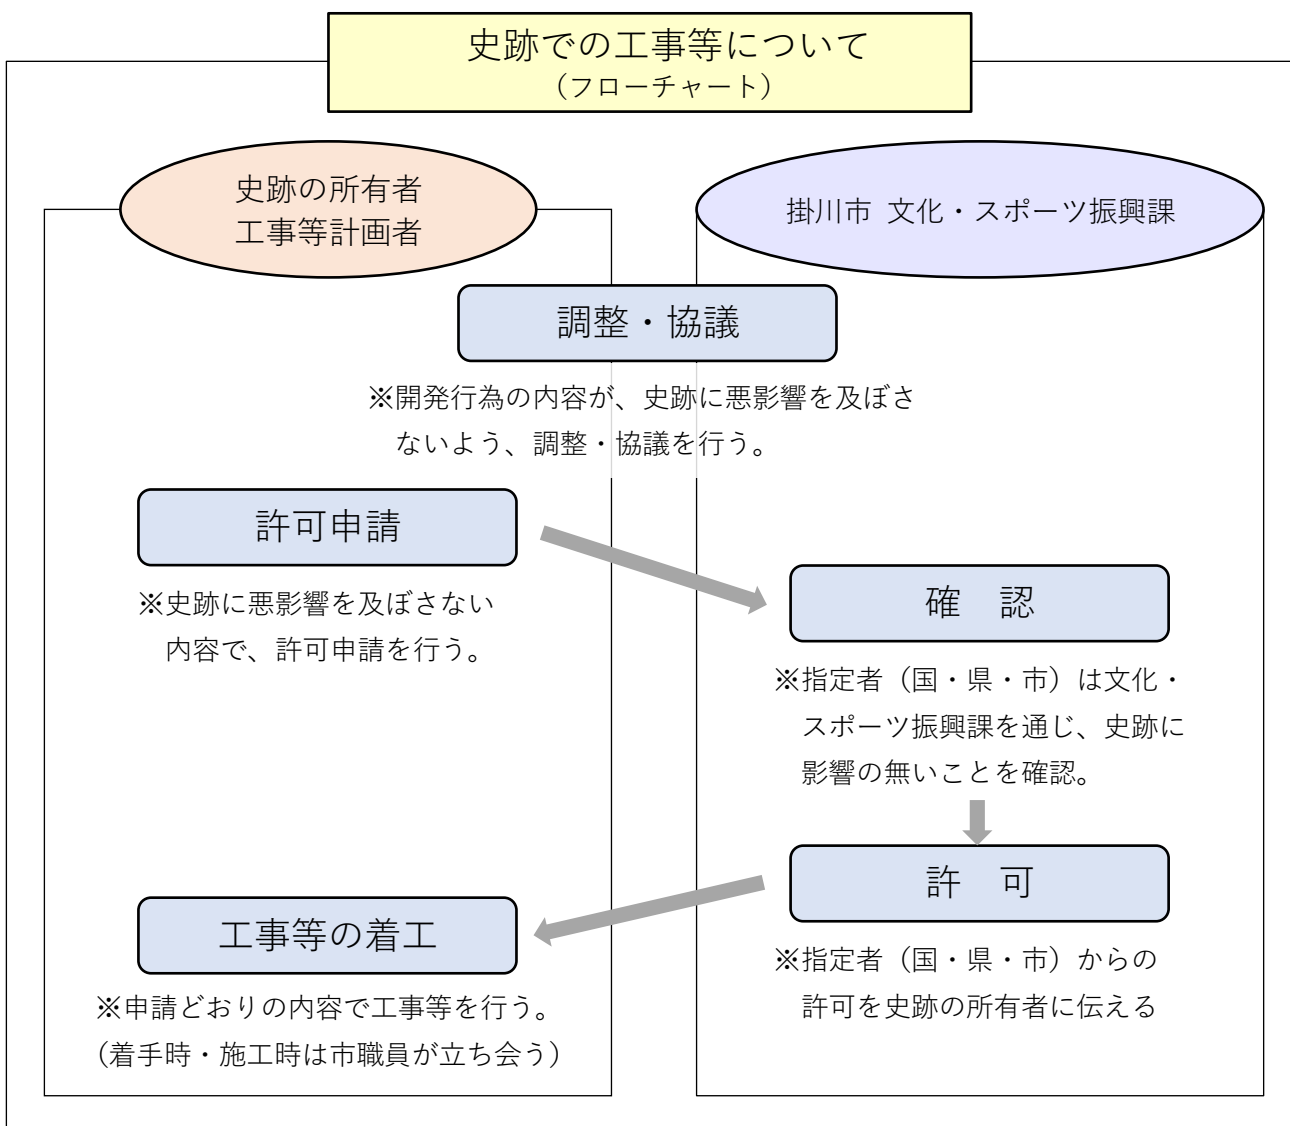 史跡での工事等について
（フローチャート）
史跡の所有者
工事等計画者
掛川市 文化・スポーツ振興課
調整・協議
※開発行為の内容が、史跡に悪影響を及ぼさ
ないよう、調整・協議を行う。
許可申請
※史跡に悪影響を及ぼさない
内容で、許可申請を行う。
確　認
※指定者（国・県・市）は文化・
スポーツ振興課を通じ、史跡に
影響の無いことを確認。
許　可
※指定者（国・県・市）からの
許可を史跡の所有者に伝える
工事等の着工
※申請どおりの内容で工事等を行う。
（着手時・施工時は市職員が立ち会う）